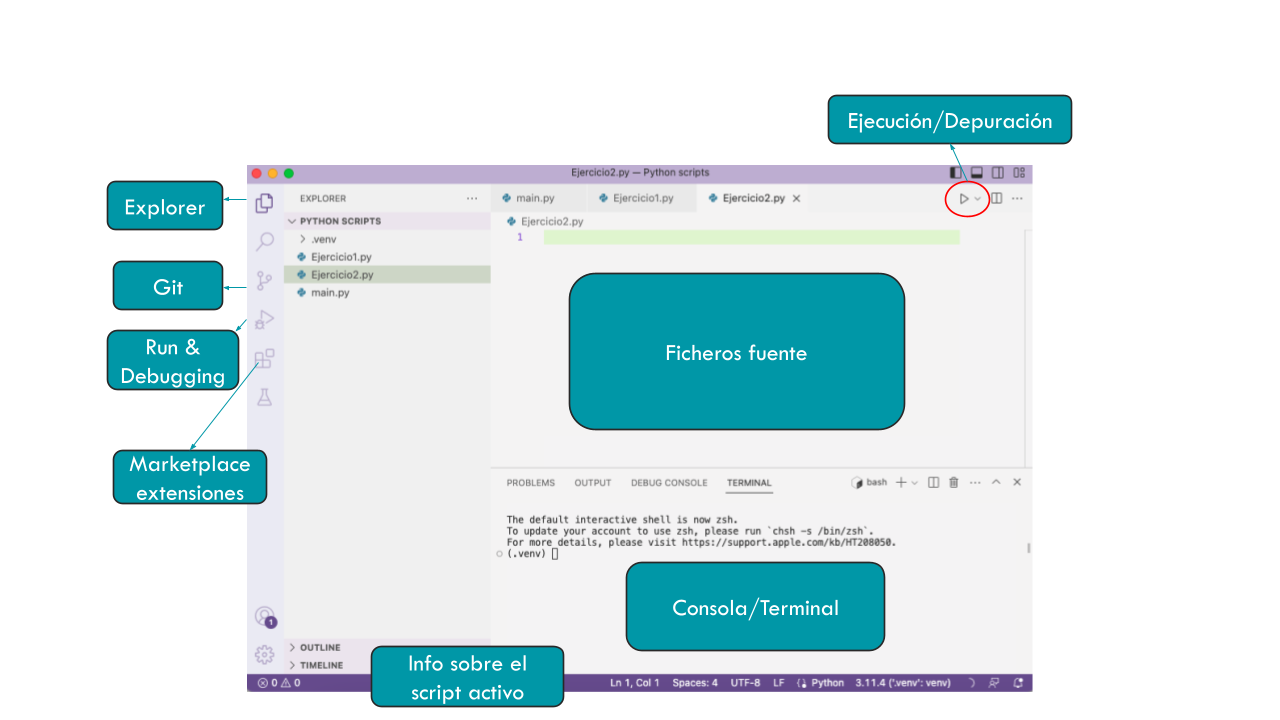 Ejecución/Depuración
Ejercicio2.py — Python scripts
Explorer
Git
Run &
Debugging
Marketplace
extensiones
EXPLORER
PYTHON SCRIPTS
.venv
Ejercicio1.py
Ejercicio2.py
main.py
main.py
Ejercicio1.py
Ejercicio2.py
Ejercicio2.py
1
Ficheros fuente
PROBLEMS OUTPUT DEBUG CONSOLE TERMINAL
bash
The default interactive shell is now zsh.
To update your account to use zsh, please run `chsh -s /bin/zsh`.
For more details, please visit https://support.apple.com/kb/HT208050.
(.venv)
Consola/Terminal
1
OUTLINE
TIMELINE
Info sobre el
script activo
0 0
Ln 1, Col 1 Spaces: 4 UTF-8 LF Python 3.11.4 ('.venv': venv)